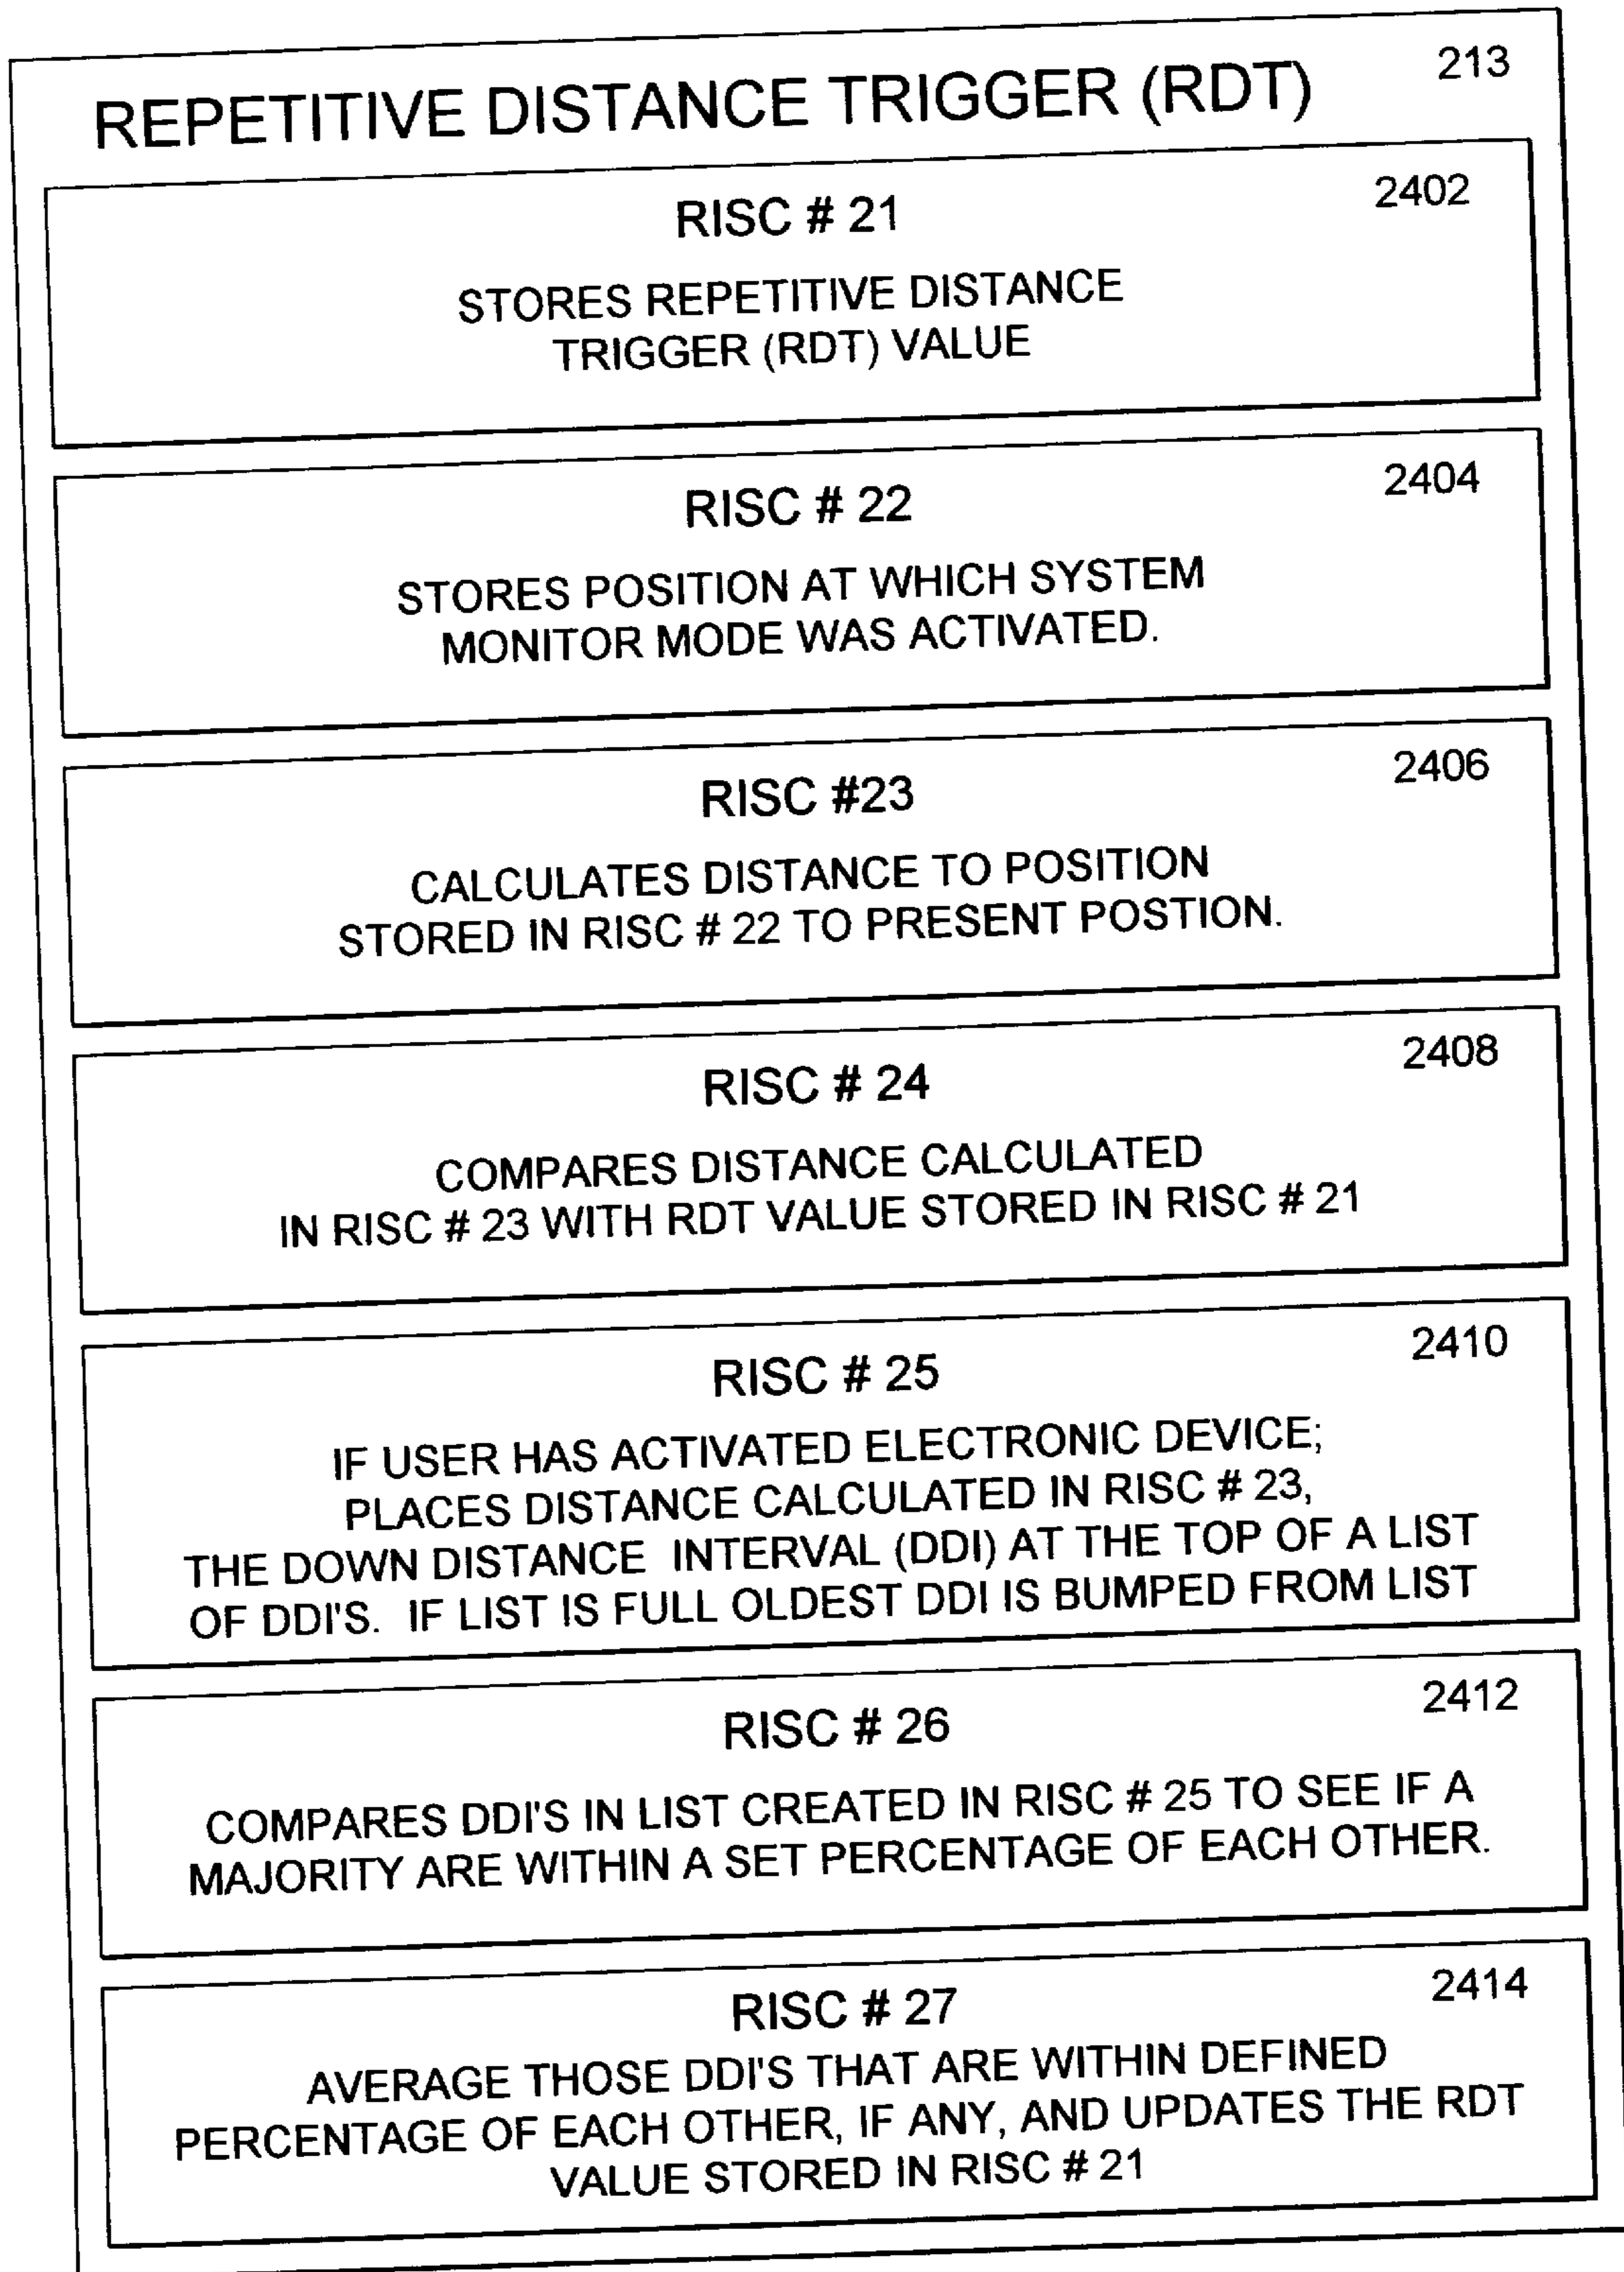 213
REPETITIVE DISTANCE TRIGGER (RDT)
2402
RISC # 21
STORES REPETITIVE DISTANCE
TRIGGER (RDT) VALUE
2404
RISC # 22
STORES POSITION AT WHICH SYSTEM
MONITOR MODE WAS ACTIVATED.
2406
RISC #23
CALCULATES DISTANCE TO POSITION
STORED IN RISC # 22 TO PRESENT POSTION.
2408
RISC # 24
COMPARES DISTANCE CALCULATED
IN RISC # 23 WITH RDT VALUE STORED IN RISC # 21
2410
RISC # 25
IF USER HAS ACTIVATED ELECTRONIC DEVICE;
PLACES DISTANCE CALCULATED IN RISC # 23,
THE DOWN DISTANCE  INTERVAL (DDI) AT THE TOP OF A LIST
OF DDI'S.  IF LIST IS FULL OLDEST DDI IS BUMPED FROM LIST
2412
RISC # 26
COMPARES DDI'S IN LIST CREATED IN RISC # 25 TO SEE IF A
MAJORITY ARE WITHIN A SET PERCENTAGE OF EACH OTHER.
2414
RISC # 27
AVERAGE THOSE DDI'S THAT ARE WITHIN DEFINED
PERCENTAGE OF EACH OTHER, IF ANY, AND UPDATES THE RDT
VALUE STORED IN RISC # 21